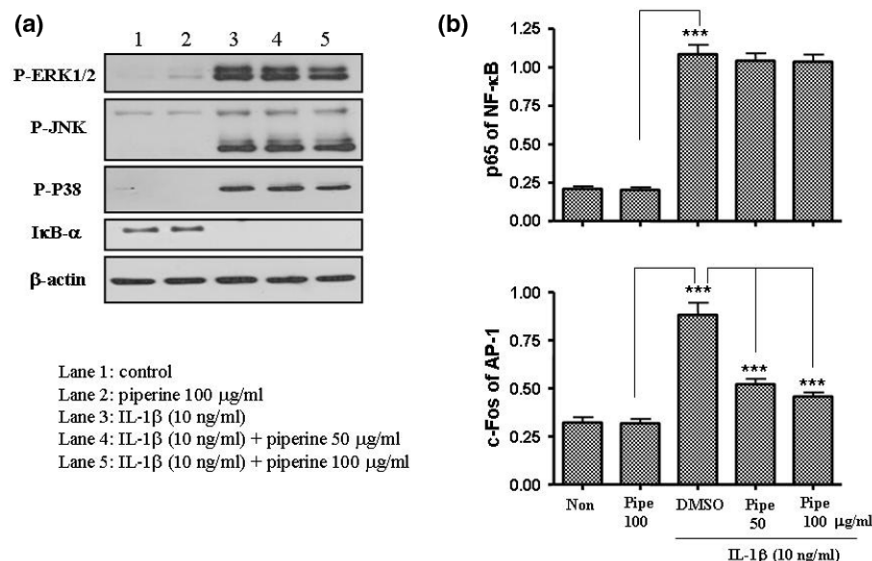 (a)
1 2 3 4 5
P-ERK1/2
P-JNK
P-P38
IκB-α
β-actin
Lane 1: control
Lane 2: piperine 100 μg/ml
Lane 3: IL-1β (10 ng/ml)
Lane 4: IL-1β (10 ng/ml) + piperine 50 μg/ml
Lane 5: IL-1β (10 ng/ml) + piperine 100 μg/ml
(b)
p65 of NF-κB
1.25
1.00
0.75
0.50
0.25
0.00
***
c-Fos of AP-1
1.00
0.75
0.50
0.25
0.00
***
***
***
Non Pipe DMSO Pipe Pipe
100 50 100 μg/ml
IL-1β (10 ng/ml)